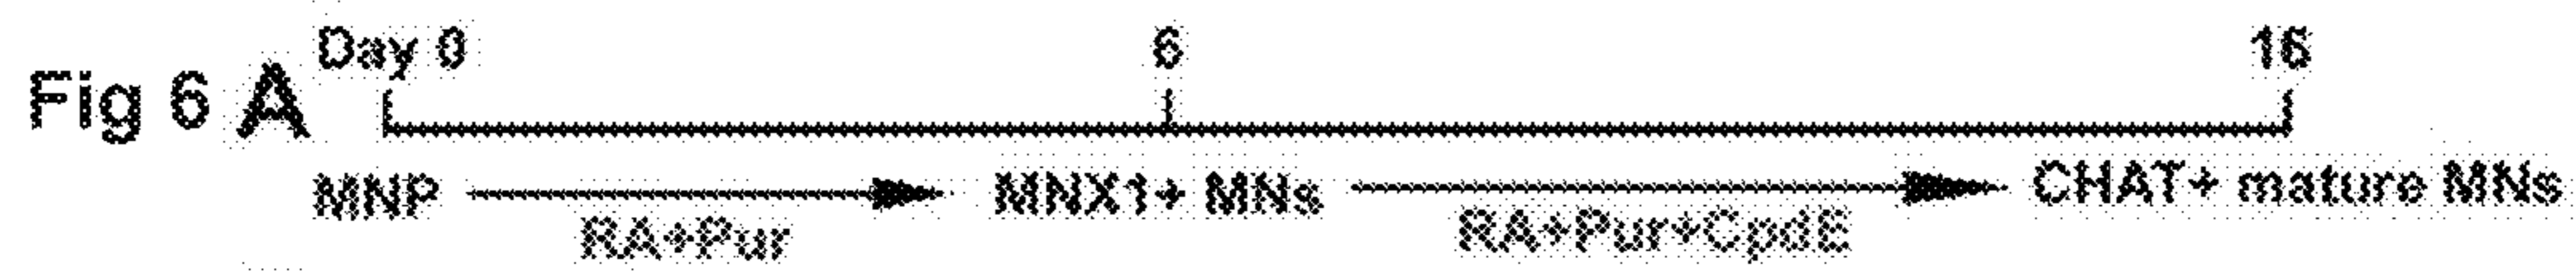 Fig 6 A
Day 0 6 16
MNP MNX1+ MNs CHAT+ mature MNs
RA+Pur RA+Pur+CpdE